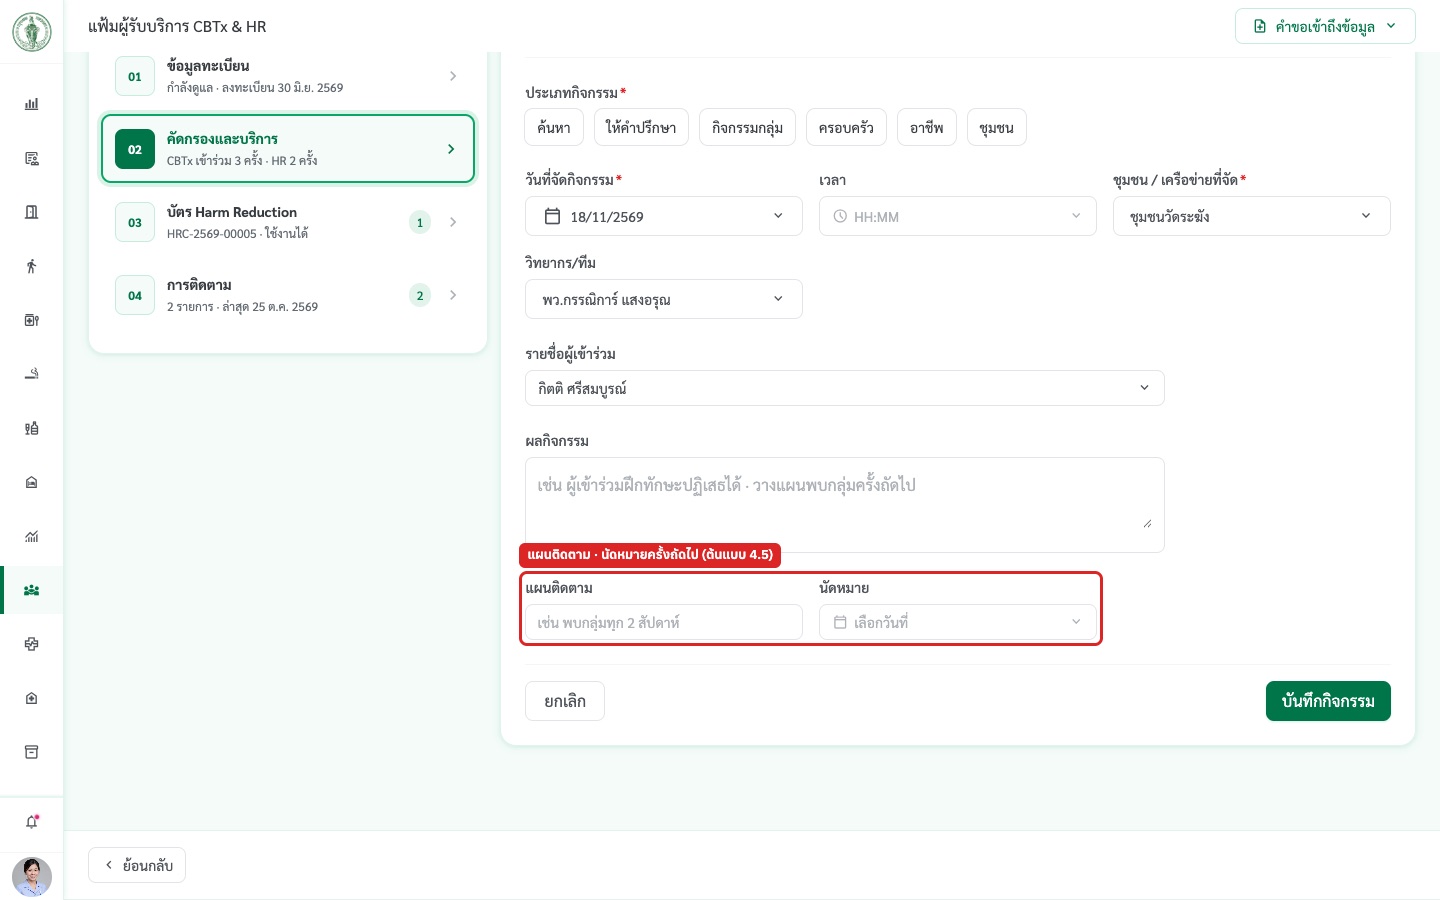 แฟ้มผู้รับบริการ CBTx & HR
คำขอเข้าถึงข้อมูล
01
ข้อมูลทะเบียน
กำลังดูแล · ลงทะเบียน 30 มิ.ย. 2569
02
คัดกรองและบริการ
CBTx เข้าร่วม 3 ครั้ง · HR 2 ครั้ง
03
บัตร Harm Reduction
HRC-2569-00005 · ใช้งานได้
1
04
การติดตาม
2 รายการ · ล่าสุด 25 ต.ค. 2569
2
ประเภทกิจกรรม*
ค้นหา ให้คำปรึกษา กิจกรรมกลุ่ม ครอบครัว อาชีพ ชุมชน
วันที่จัดกิจกรรม* เวลา ชุมชน / เครือข่ายที่จัด*
18/11/2569 HH:MM ชุมชนวัดระฆัง
วิทยากร/ทีม
พว.กรรณิการ์ แสงอรุณ
รายชื่อผู้เข้าร่วม
กิตติ ศรีสมบูรณ์
ผลกิจกรรม
เช่น ผู้เข้าร่วมฝึกทักษะปฏิเสธได้ · วางแผนพบกลุ่มครั้งถัดไป
แผนติดตาม · นัดหมายครั้งถัดไป (ต้นแบบ 4.5)
แผนติดตาม นัดหมาย
เช่น พบกลุ่มทุก 2 สัปดาห์ เลือกวันที่
ยกเลิก บันทึกกิจกรรม
ย้อนกลับ